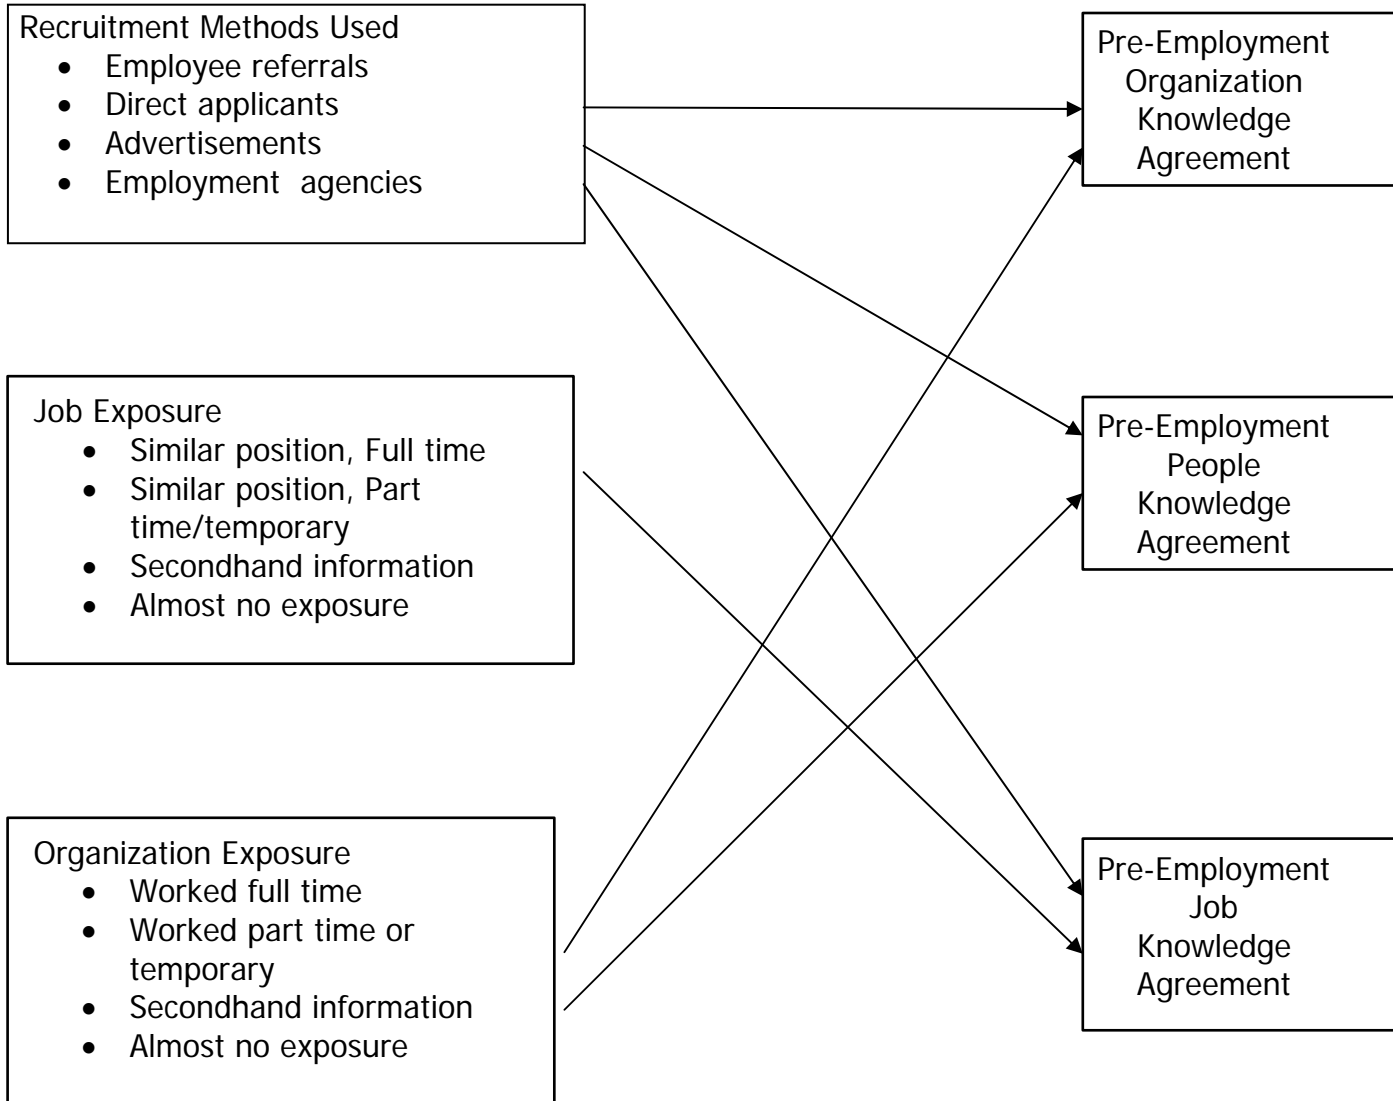 Recruitment Methods Used
• Employee referrals
• Direct applicants
• Advertisements
• Employment agencies
Job Exposure
• Similar position, Full time
• Similar position, Part
time/temporary
• Secondhand information
• Almost no exposure
Organization Exposure
• Worked full time
• Worked part time or
temporary
• Secondhand information
• Almost no exposure
Pre-Employment
Organization
Knowledge
Agreement
Pre-Employment
People
Knowledge
Agreement
Pre-Employment
Job
Knowledge
Agreement